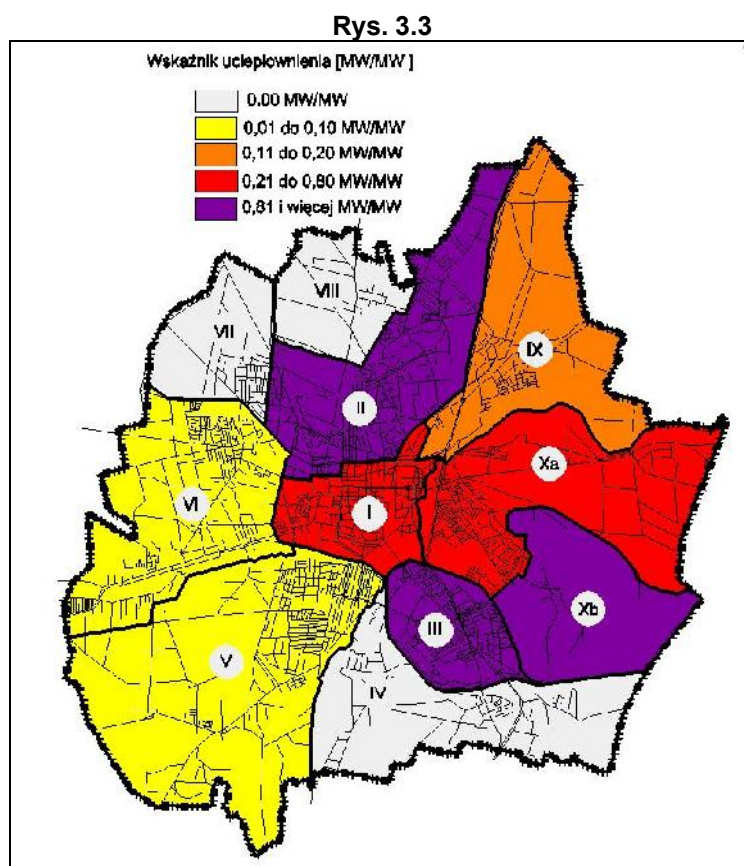 Rys. 3.3
Wskaźnik ucieplownienia [MW/MW ]
0.00 MW/MW
0,01 do 0,10 MW/MW
0,11 do 0,20 MW/MW
0,21 do 0,80 MW/MW
0,81 i więcej MW/MW
VIII
VII
IX
II
Xa
VI
I
Xb
III
V
IV